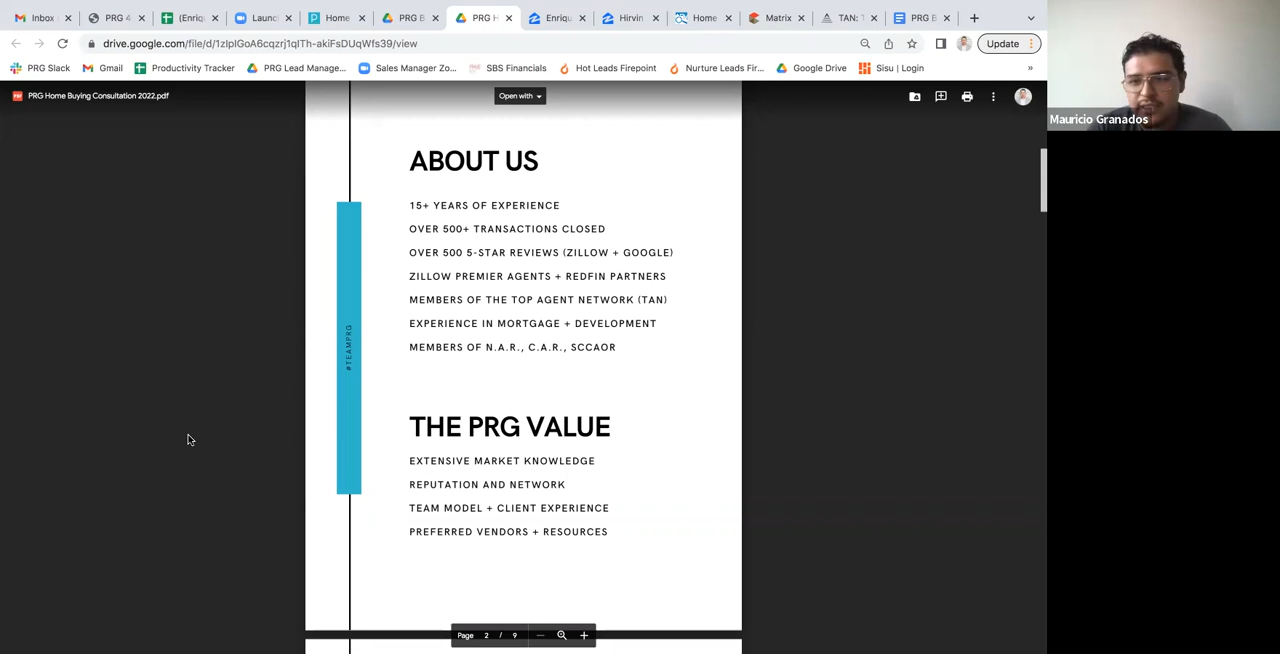 Inbox
PRG 4
(Enriq
Launc
Home
PRG B
PRG H
Enriqu
Hirvin
Home
Matrix
TAN: T
PRG B
drive.google.com/file/d/1zIpIGoA6cqzrj1qITh-akiFsDUqWfs39/view
Update
PRG Slack
Gmail
Productivity Tracker
PRG Lead Manage...
Sales Manager Zo...
SBS Financials
Hot Leads Firepoint
Nurture Leads Fir...
Google Drive
Sisu | Login
»
PRG Home Buying Consultation 2022.pdf
Open with
Mauricio Granados
ABOUT US
15+ YEARS OF EXPERIENCE
OVER 500+ TRANSACTIONS CLOSED
OVER 500 5-STAR REVIEWS (ZILLOW + GOOGLE)
ZILLOW PREMIER AGENTS + REDFIN PARTNERS
MEMBERS OF THE TOP AGENT NETWORK (TAN)
EXPERIENCE IN MORTGAGE + DEVELOPMENT
MEMBERS OF N.A.R., C.A.R., SCCAOR
#TEAMPRG
THE PRG VALUE
EXTENSIVE MARKET KNOWLEDGE
REPUTATION AND NETWORK
TEAM MODEL + CLIENT EXPERIENCE
PREFERRED VENDORS + RESOURCES
Page 2 / 9